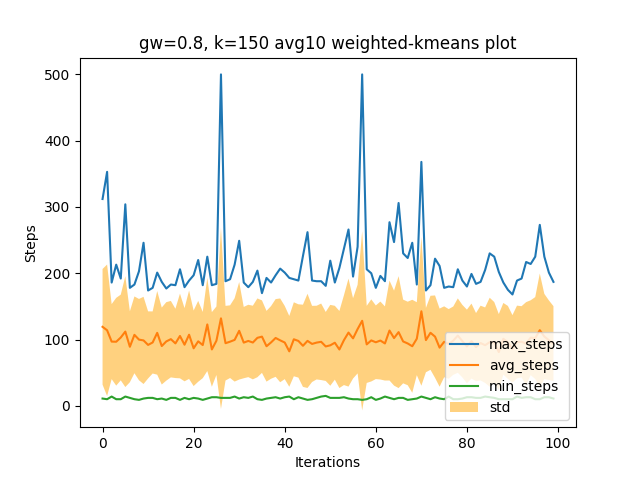 gw=0.8, k=150 avg10 weighted-kmeans plot
500
400
300
200
100
0
Steps
0 20 40 60 80 100
Iterations
max_steps
avg_steps
min_steps
std